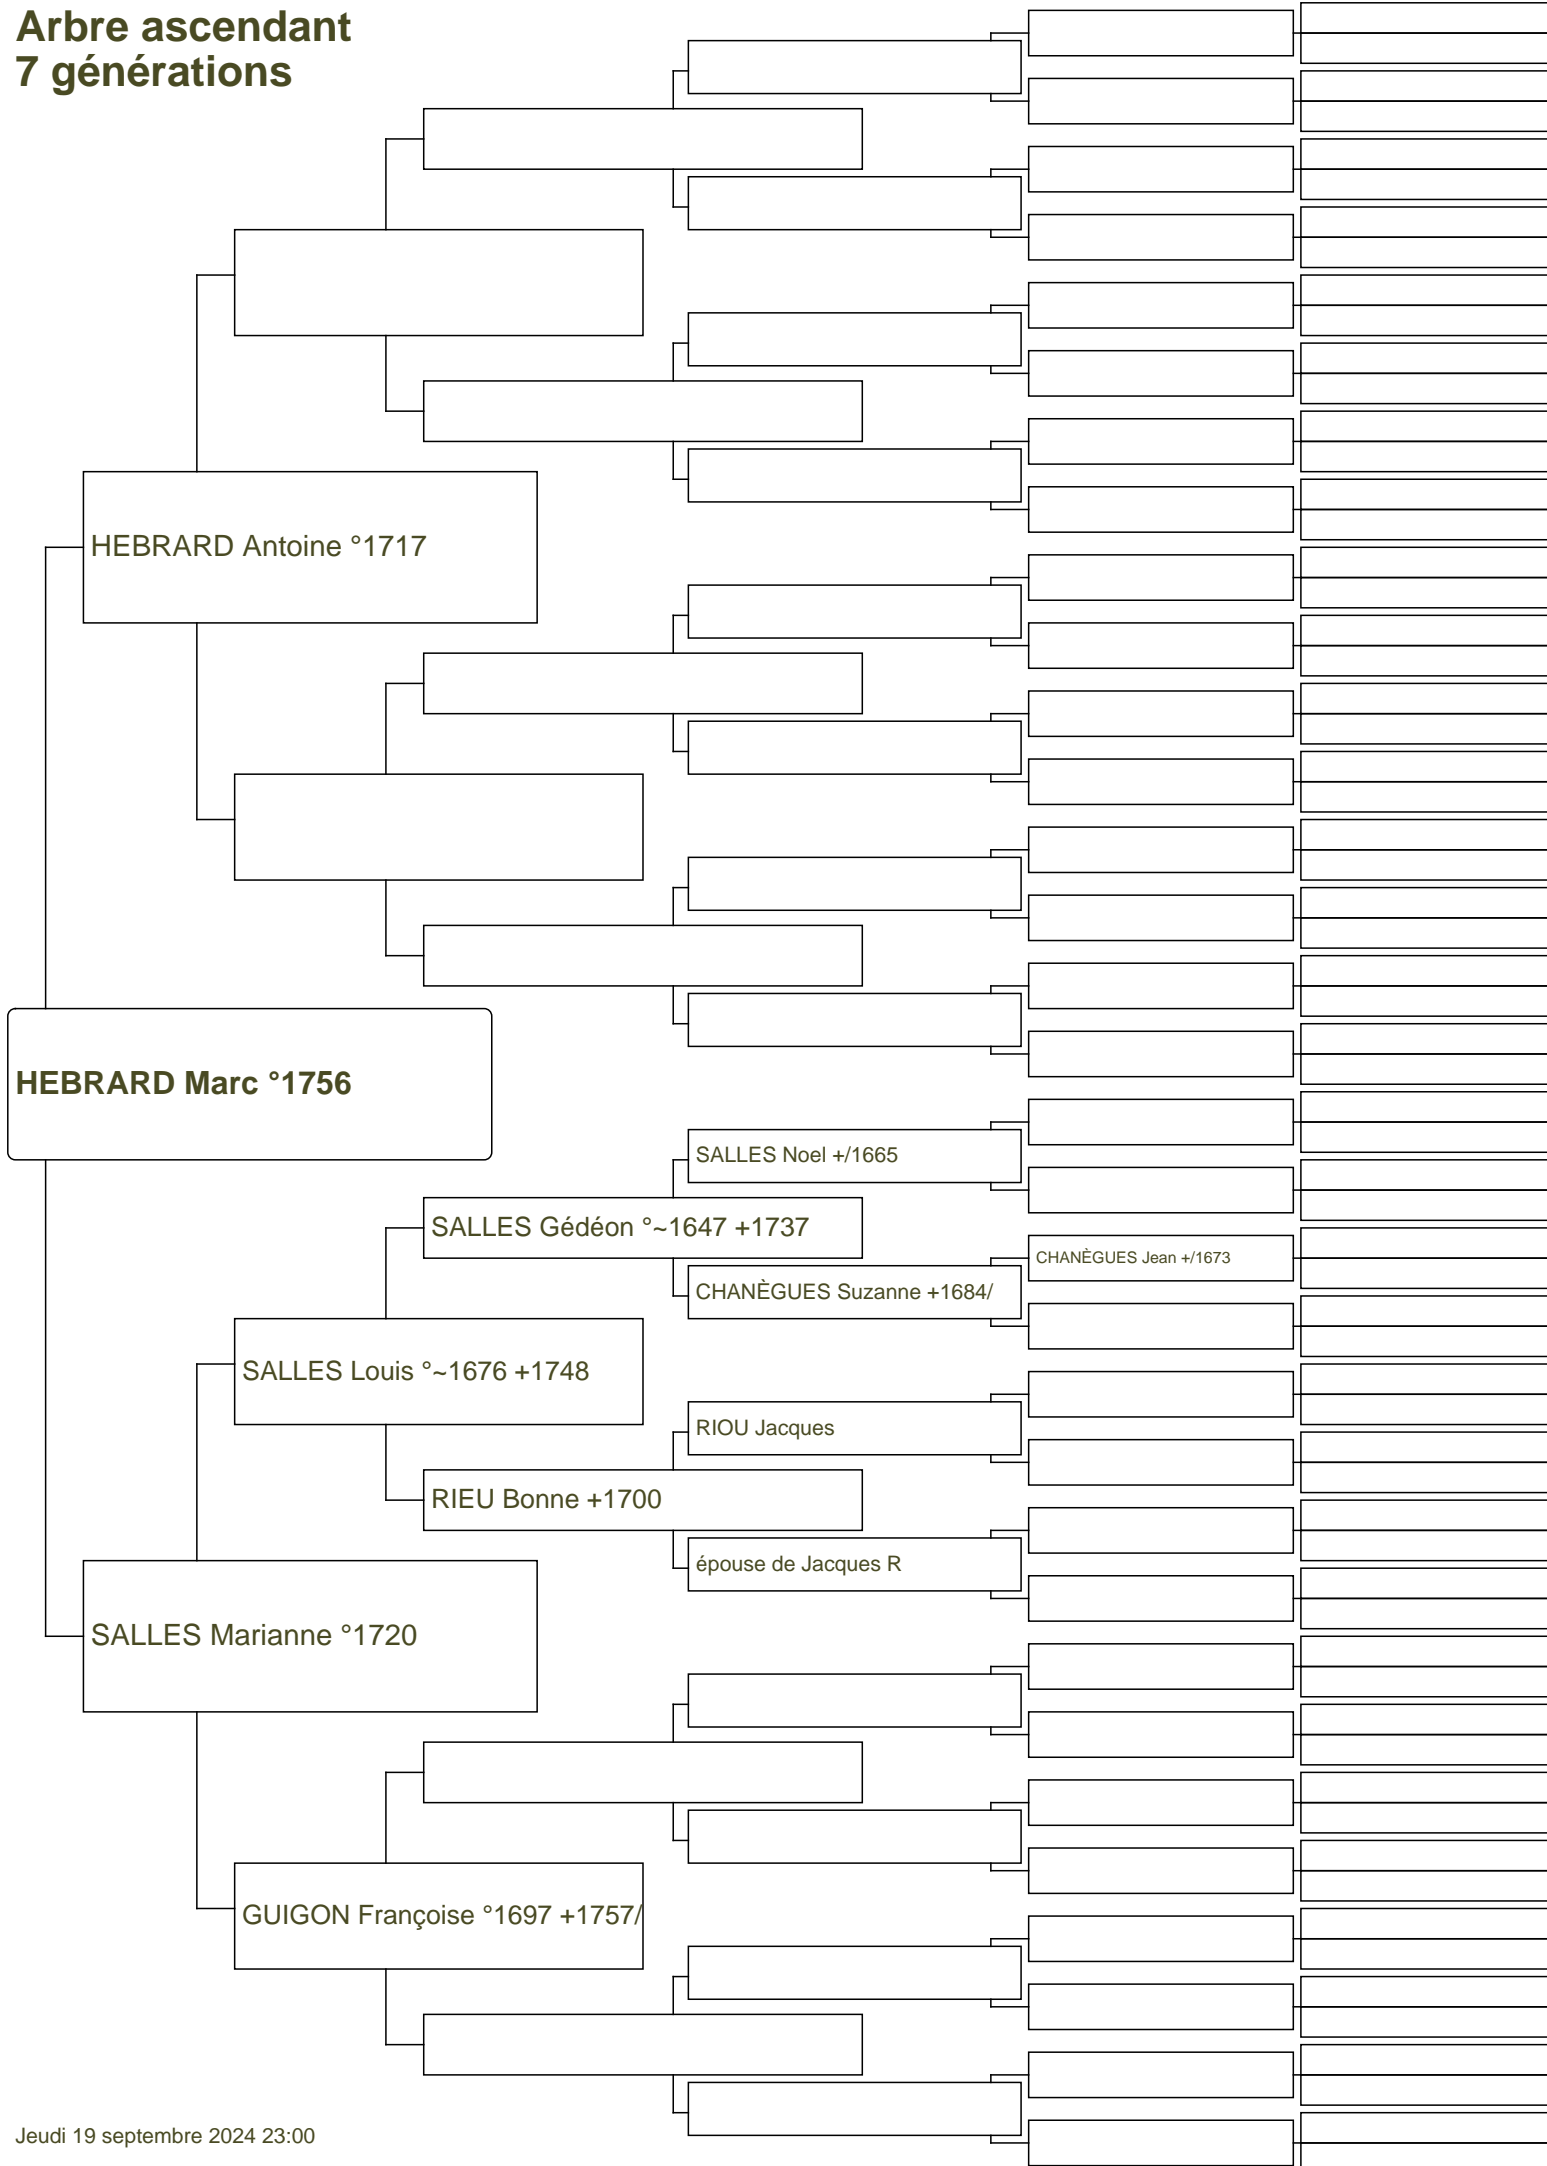 Arbre ascendant
7 générations
HEBRARD Antoine °1717
HEBRARD Marc °1756
SALLES Noel +/1665
SALLES Gédéon °~1647 +1737
CHANÈGUES Jean +/1673
CHANÈGUES Suzanne +1684/
SALLES Louis °~1676 +1748
RIOU Jacques
RIEU Bonne +1700
épouse de Jacques R
SALLES Marianne °1720
GUIGON Françoise °1697 +1757/
Jeudi 19 septembre 2024 23:00